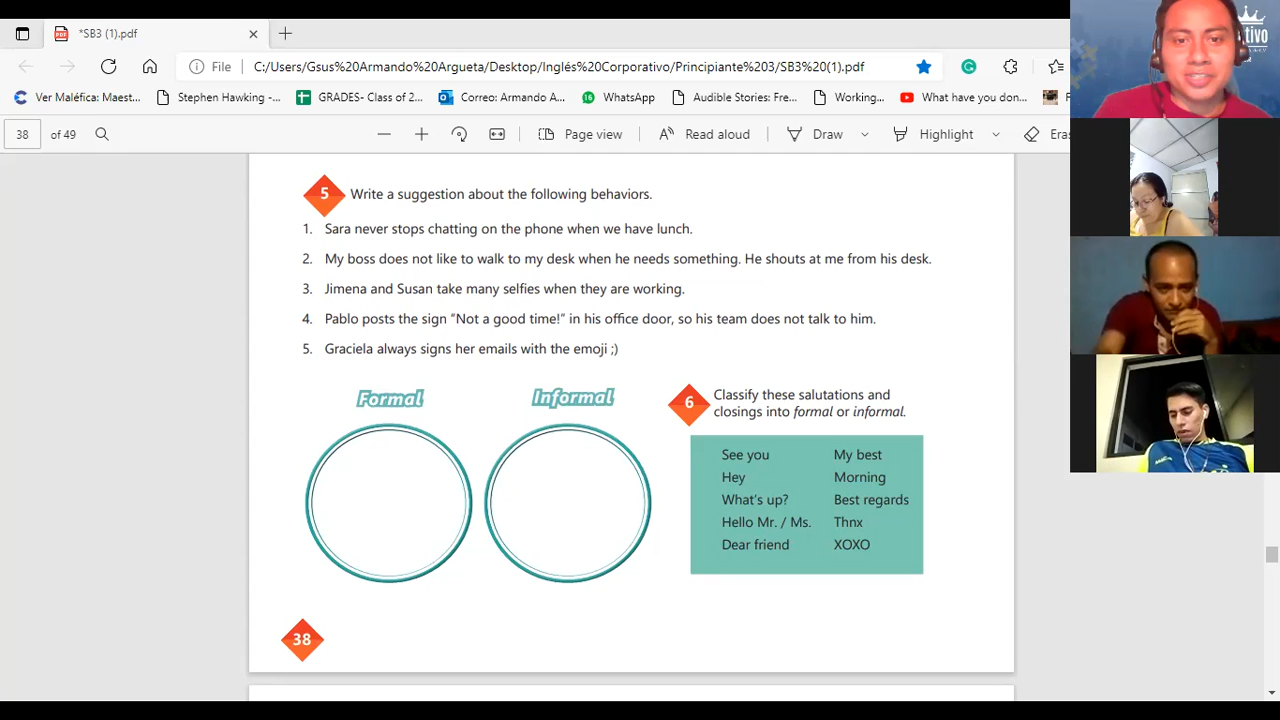 *SB3 (1).pdf
File
C:/Users/Gsus%20Armando%20Argueta/Desktop/Inglés%20Corporativo/Principiante%203/SB3%20(1).pdf
Ver Maléfica: Maest...
Stephen Hawking -...
GRADES- Class of 2...
Correo: Armando A...
16
WhatsApp
Audible Stories: Fre...
Working...
What have you don...
38
of 49
Page view
Read aloud
Draw
Highlight
Era
5
Write a suggestion about the following behaviors.
1. Sara never stops chatting on the phone when we have lunch.
2. My boss does not like to walk to my desk when he needs something. He shouts at me from his desk.
3. Jimena and Susan take many selfies when they are working.
4. Pablo posts the sign “Not a good time!” in his office door, so his team does not talk to him.
5. Graciela always signs her emails with the emoji ;)
Formal
Informal
6
Classify these salutations and
closings into formal or informal.
See you
My best
Hey
Morning
What's up?
Best regards
Hello Mr. / Ms.
Thnx
Dear friend
XOXO
38